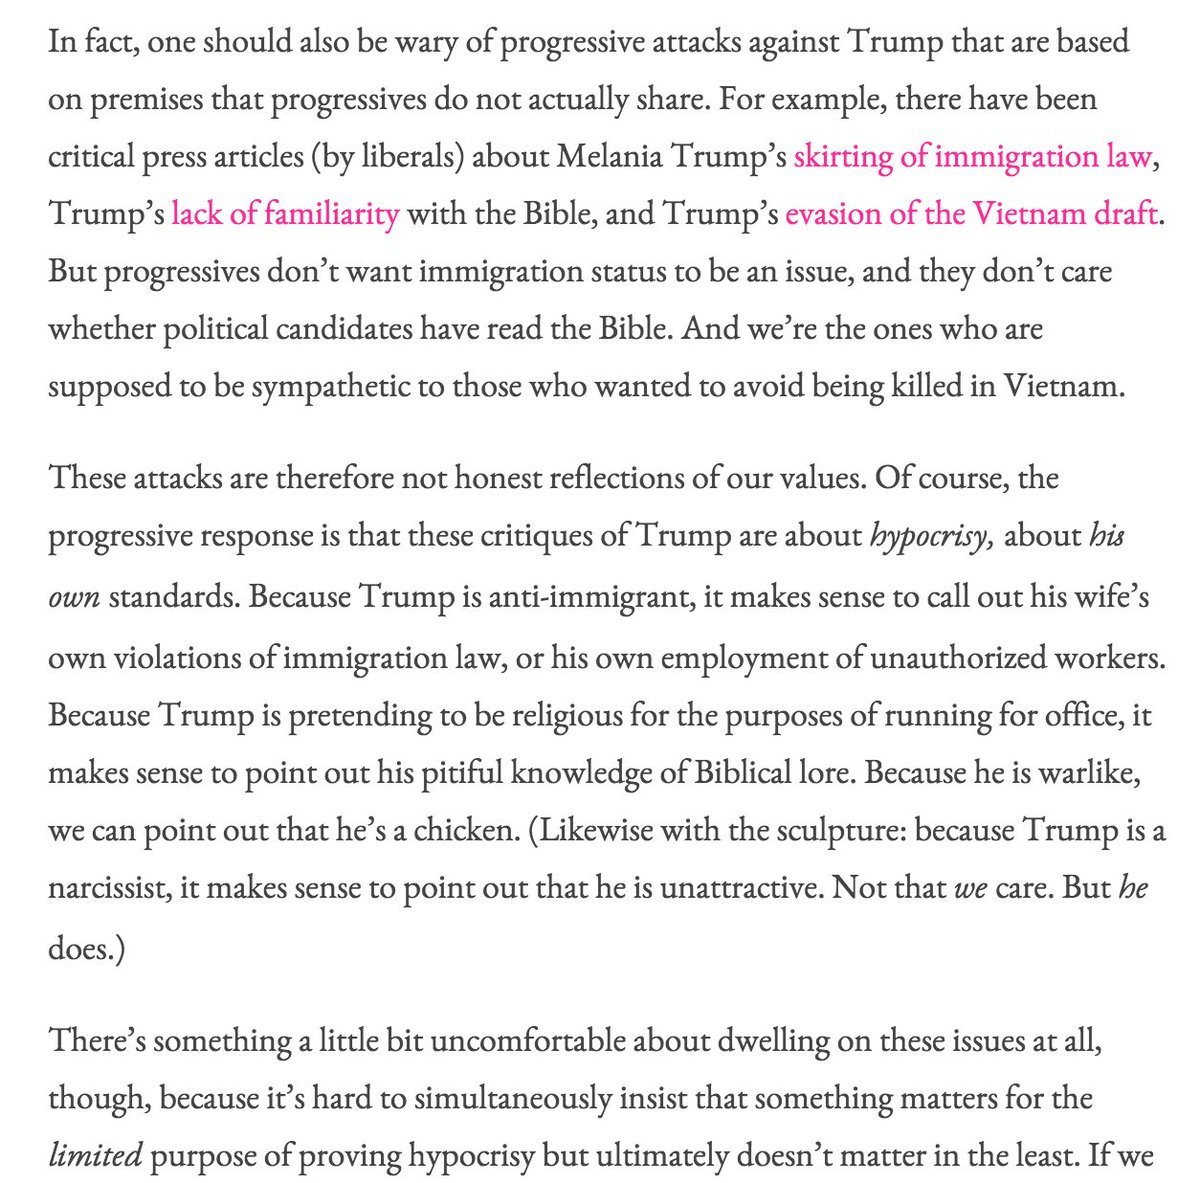 In fact, one should also be wary of progressive attacks against Trump that are based
on premises that progressives do not actually share. For example, there have been
critical press articles (by liberals) about Melania Trump’s skirting of immigration law,
Trump’s lack of familiarity with the Bible, and Trump’s evasion of the Vietnam draft.
But progressives don’t want immigration status to be an issue, and they don’t care
whether political candidates have read the Bible. And we’re the ones who are
supposed to be sympathetic to those who wanted to avoid being killed in Vietnam.
These attacks are therefore not honest reflections of our values. Of course, the
progressive response is that these critiques of Trump are about hypocrisy, about his
own standards. Because Trump is anti-immigrant, it makes sense to call out his wife’s
own violations of immigration law, or his own employment of unauthorized workers.
Because Trump is pretending to be religious for the purposes of running for office, it
makes sense to point out his pitiful knowledge of Biblical lore. Because he is warlike,
we can point out that he’s a chicken. (Likewise with the sculpture: because Trump is a
narcissist, it makes sense to point out that he is unattractive. Not that we care. But he
does.)
There’s something a little bit uncomfortable about dwelling on these issues at all,
though, because it’s hard to simultaneously insist that something matters for the
limited purpose of proving hypocrisy but ultimately doesn’t matter in the least. If we